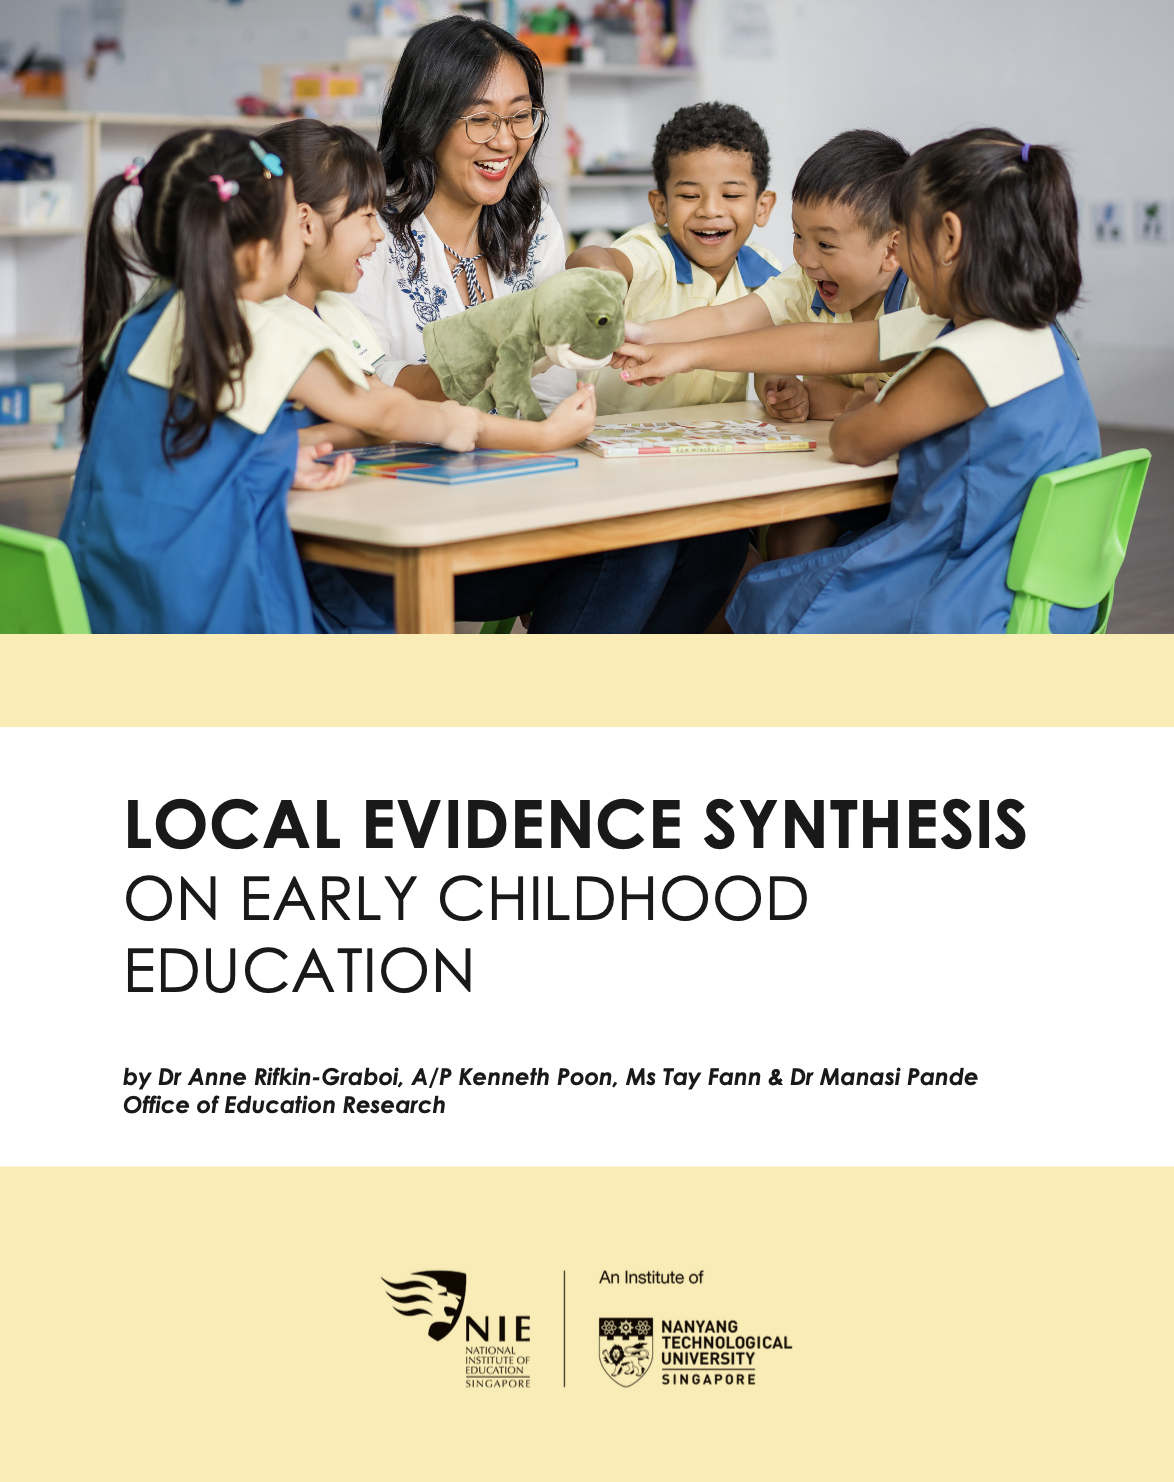 LOCAL EVIDENCE SYNTHESIS
ON EARLY CHILDHOOD
EDUCATION
by Dr Anne Rifkin-Graboi, A/P Kenneth Poon, Ms Tay Fann & Dr Manasi Pande
Office of Education Research
NIE
NATIONAL
INSTITUTE OF
EDUCATION
SINGAPORE
An Institute of
NANYANG
TECHNOLOGICAL
UNIVERSITY
SINGAPORE